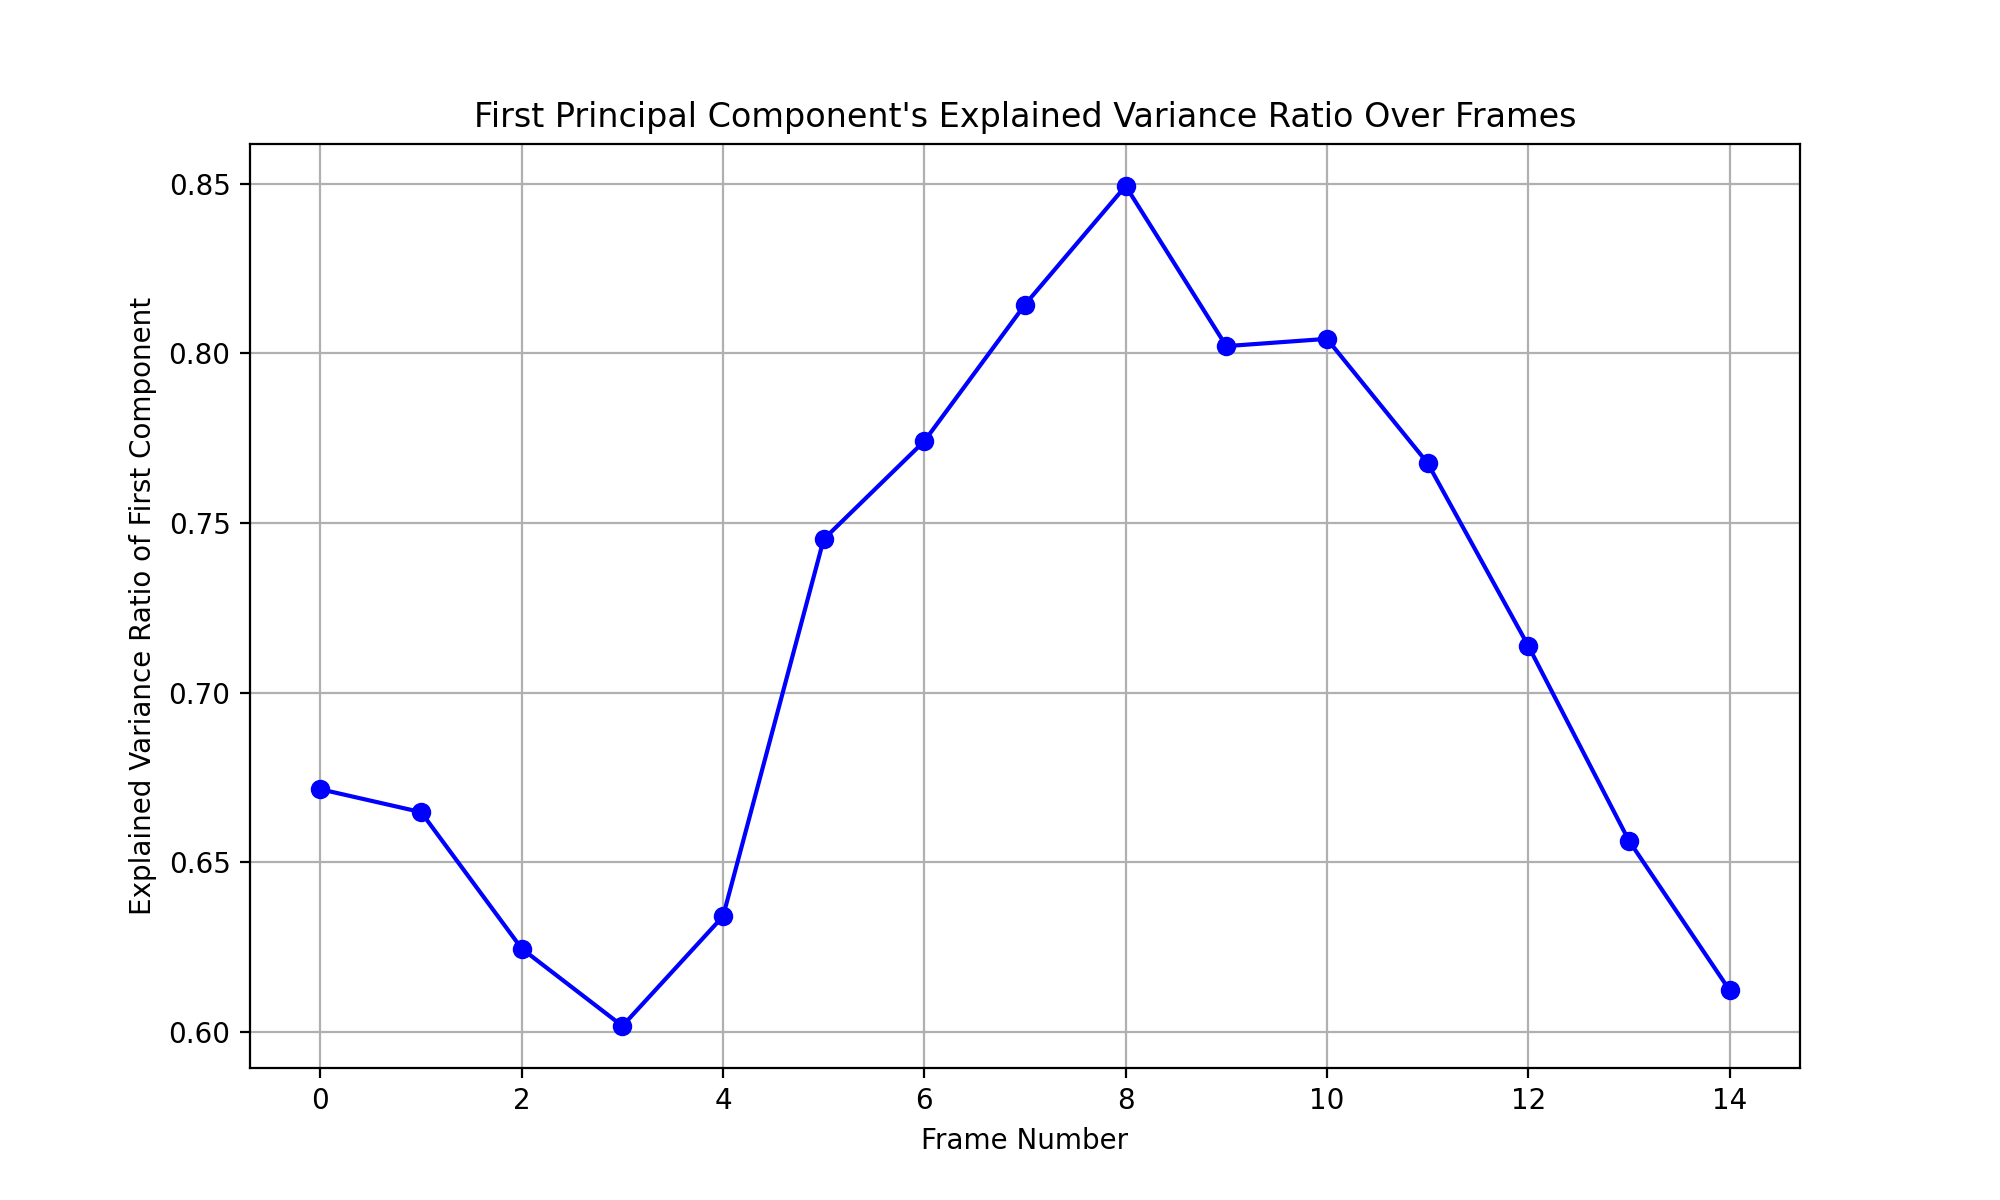 First Principal Component's Explained Variance Ratio Over Frames
Explained Variance Ratio of First Component
0.85
0.80
0.75
0.70
0.65
0.60
0 2 4 6 8 10 12 14
Frame Number